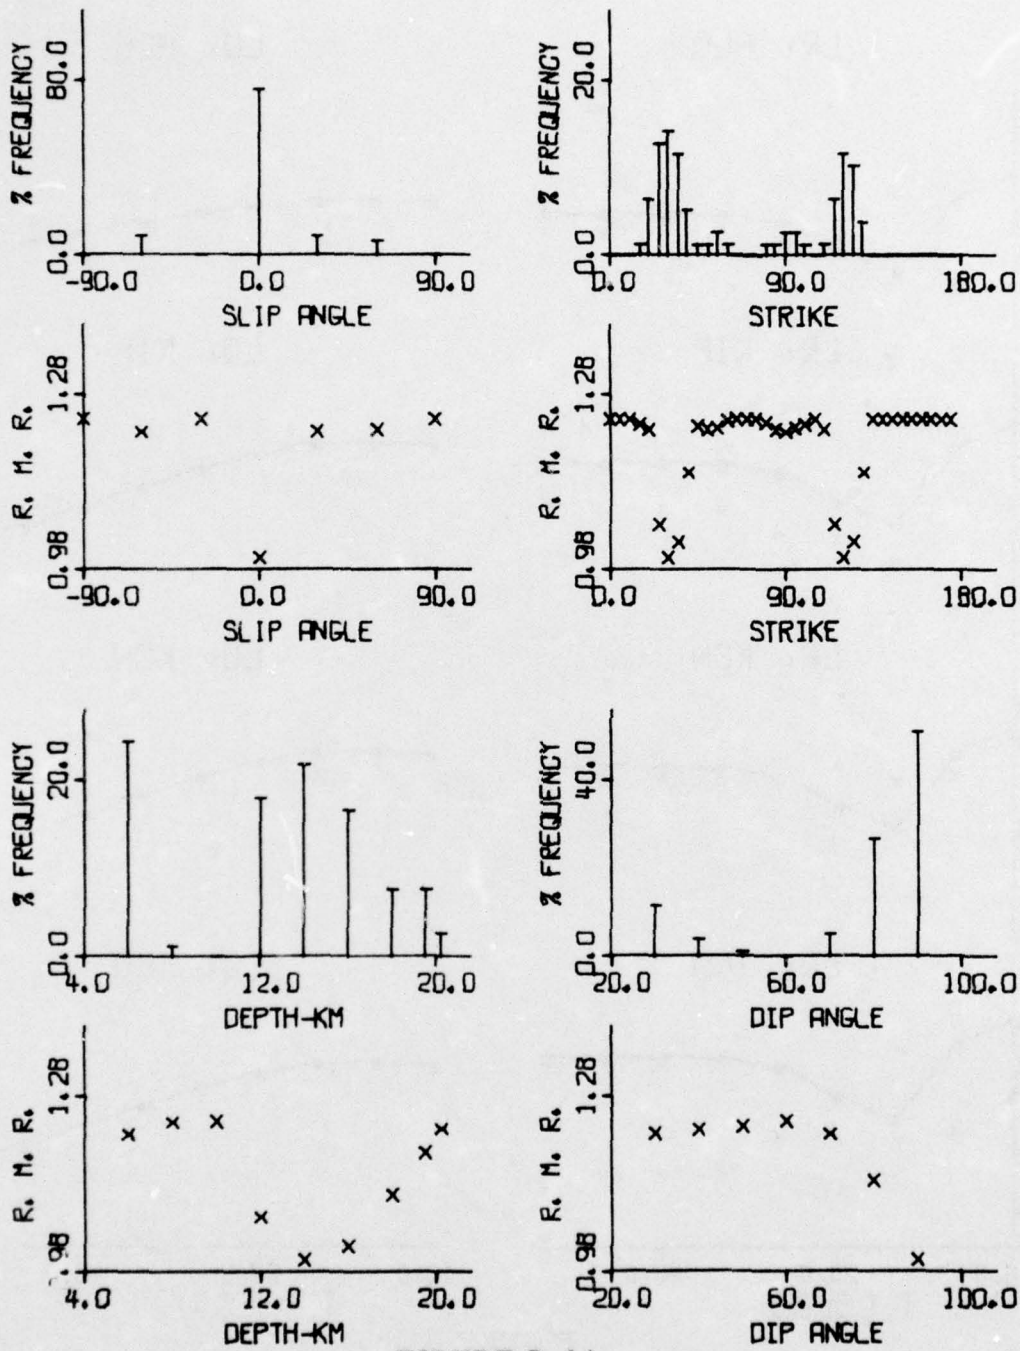 % FREQUENCY
80.0
0.0
-90.0 0.0 90.0
SLIP ANGLE
% FREQUENCY
20.0
0.0
0.0 90.0 180.0
STRIKE
R. M. R.
1.28
0.98
-90.0 0.0 90.0
SLIP ANGLE
R. M. R.
1.28
0.98
0.0 90.0 180.0
STRIKE
% FREQUENCY
20.0
0.0
4.0 12.0 20.0
DEPTH-KM
% FREQUENCY
40.0
0.0
20.0 60.0 100.0
DIP ANGLE
R. M. R.
1.28
.98
4.0 12.0 20.0
DEPTH-KM
R. M. R.
1.28
0.98
20.0 60.0 100.0
DIP ANGLE